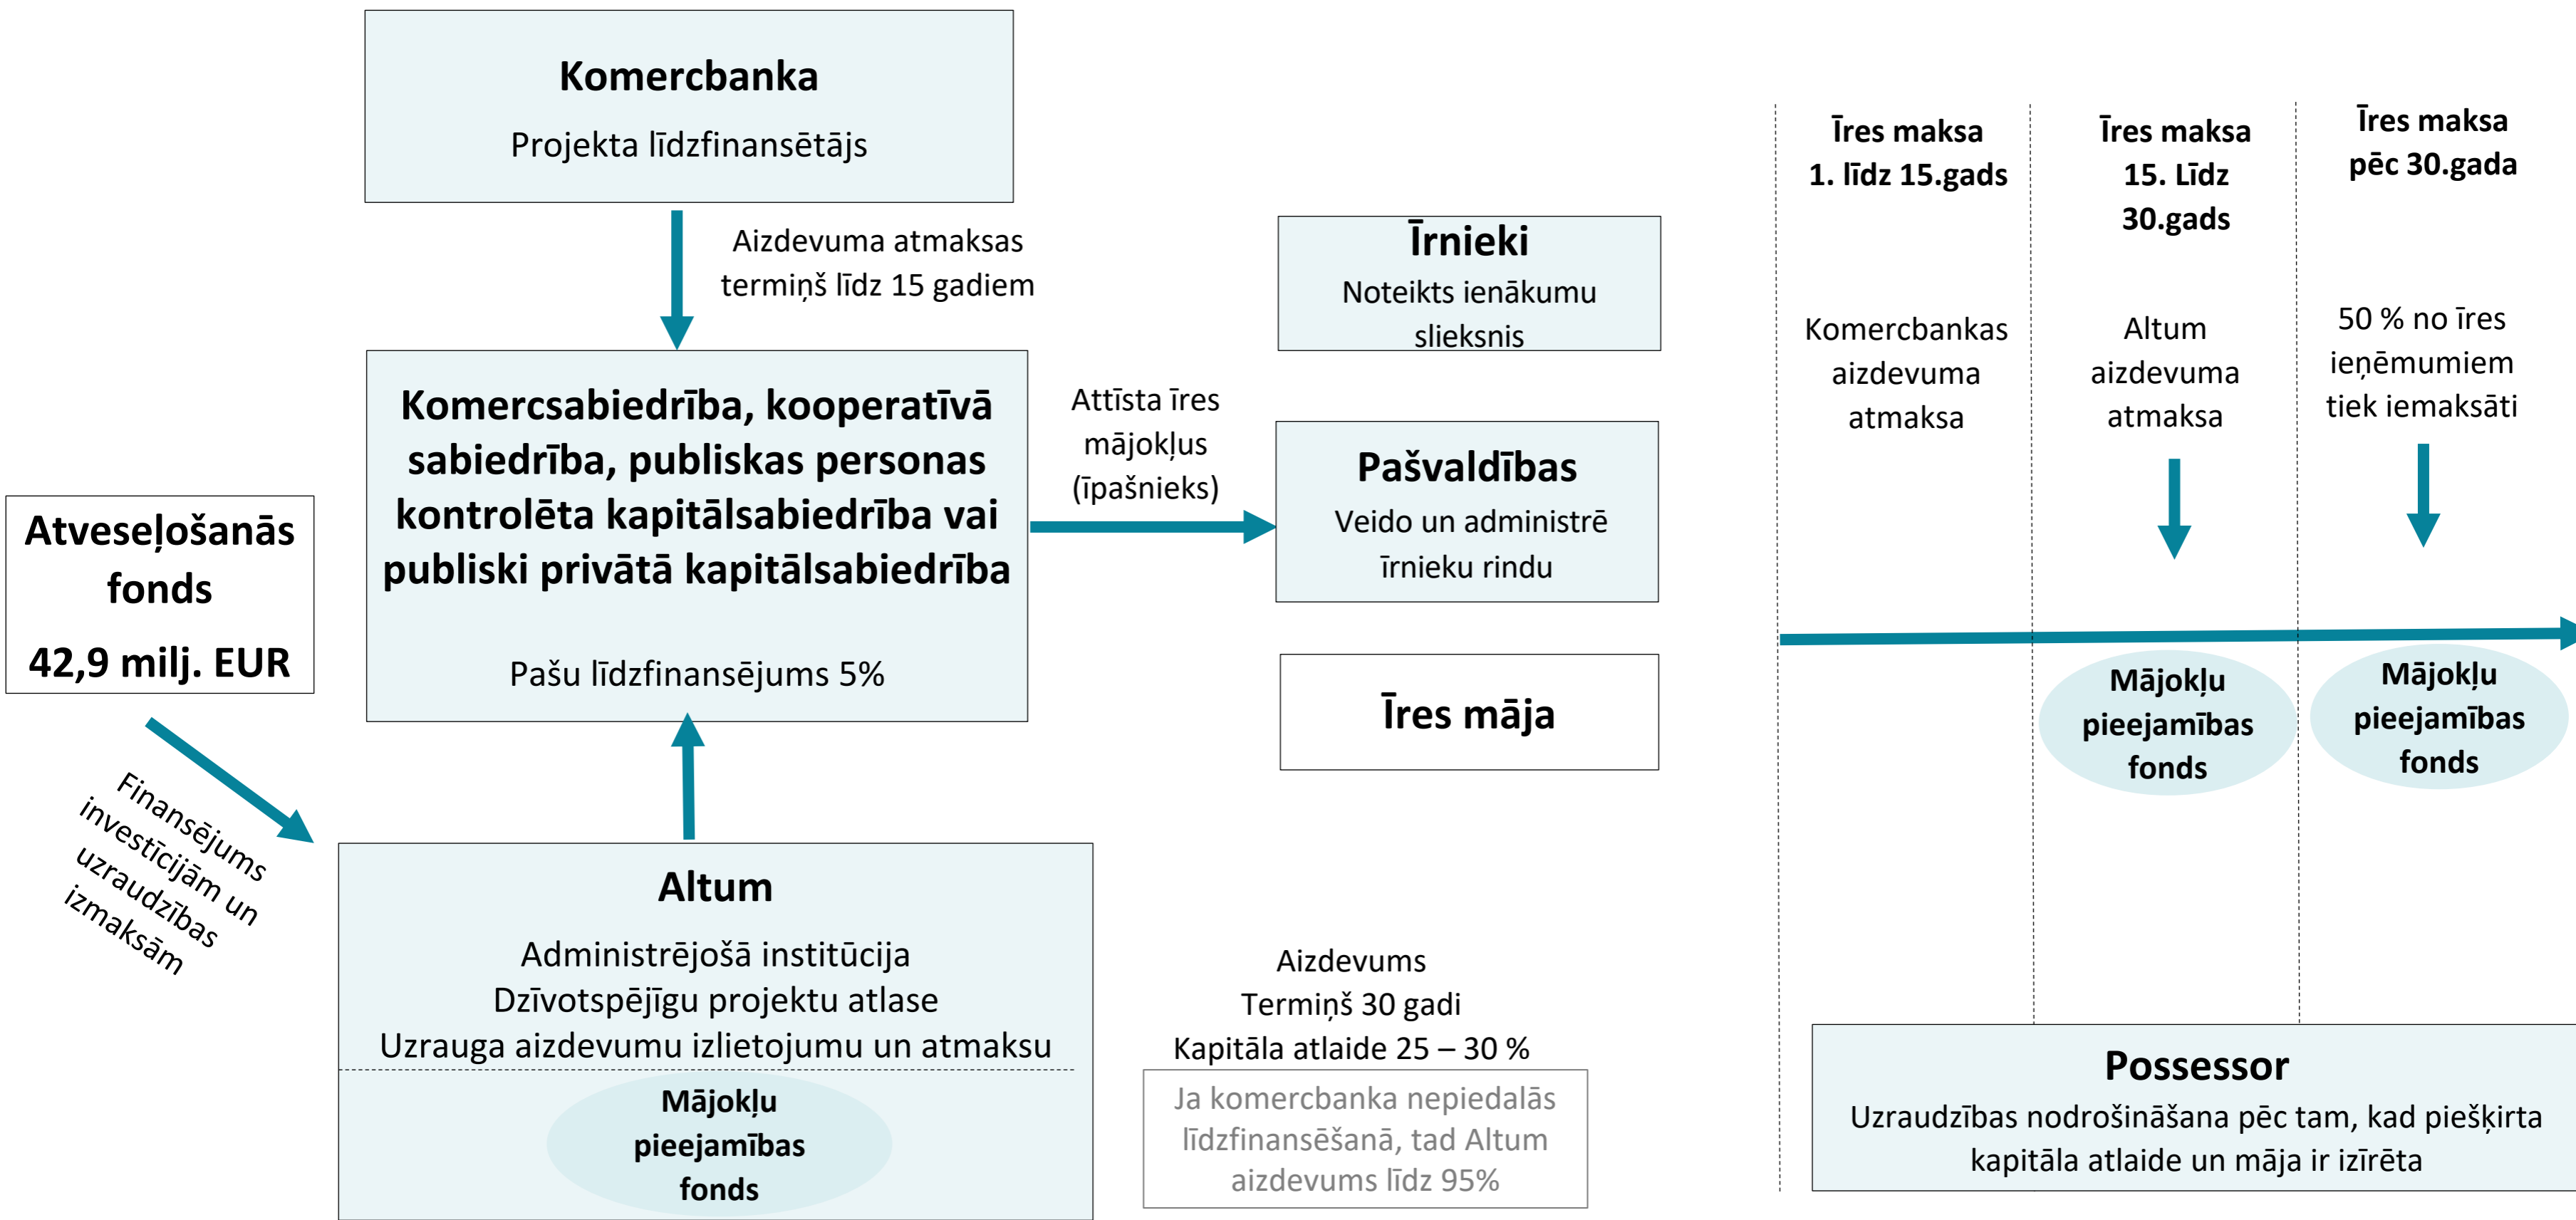 Komercbanka
Projekta līdzfinansētājs
Aizdevuma atmaksas
termiņš līdz 15 gadiem
Komercsabiedrība, kooperatīvā
sabiedrība, publiskas personas
kontrolēta kapitālsabiedrība vai
publiski privātā kapitālsabiedrība
Pašu līdzfinansējums 5%
Atveseļošanās
fonds
42,9 milj. EUR
Finansējums
investīcijām un
uzraudzības
izmaksām
Altum
Administrējošā institūcija
Dzīvotspējīgu projektu atlase
Uzrauga aizdevumu izlietojumu un atmaksu
Mājokļu
pieejamības
fonds
Attīsta īres
mājokļus
(īpašnieks)
Īrnieki
Noteikts ienākumu
slieksnis
Pašvaldības
Veido un administrē
īrnieku rindu
Īres māja
Aizdevums
Termiņš 30 gadi
Kapitāla atlaide 25 – 30 %
Ja komercbanka nepiedalās
līdzfinansēšanā, tad Altum
aizdevums līdz 95%
Īres maksa
1. līdz 15.gads
Komercbankas
aizdevuma
atmaksa
Īres maksa
15. Līdz
30.gads
Altum
aizdevuma
atmaksa
Mājokļu
pieejamības
fonds
Īres maksa
pēc 30.gada
50 % no īres
ieņēmumiem
tiek iemaksāti
Mājokļu
pieejamības
fonds
Possessor
Uzraudzības nodrošināšana pēc tam, kad piešķirta
kapitāla atlaide un māja ir izīrēta